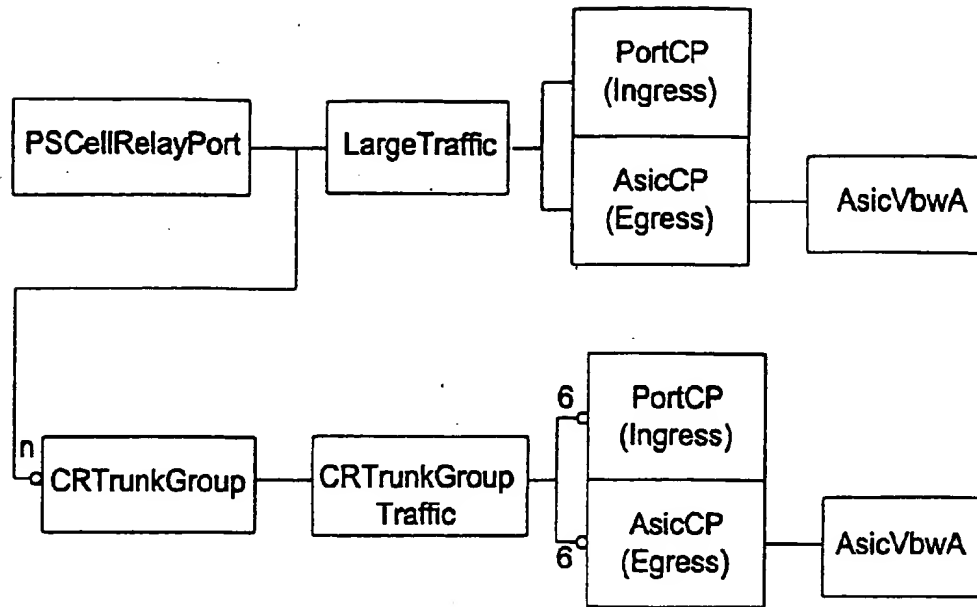 PSCellRelayPort
LargeTraffic
PortCP
(Ingress)
AsicCP
(Egress)
AsicVbwA
n
CRTrunkGroup
CRTrunkGroup
Traffic
6
6
PortCP
(Ingress)
AsicCP
(Egress)
AsicVbwA